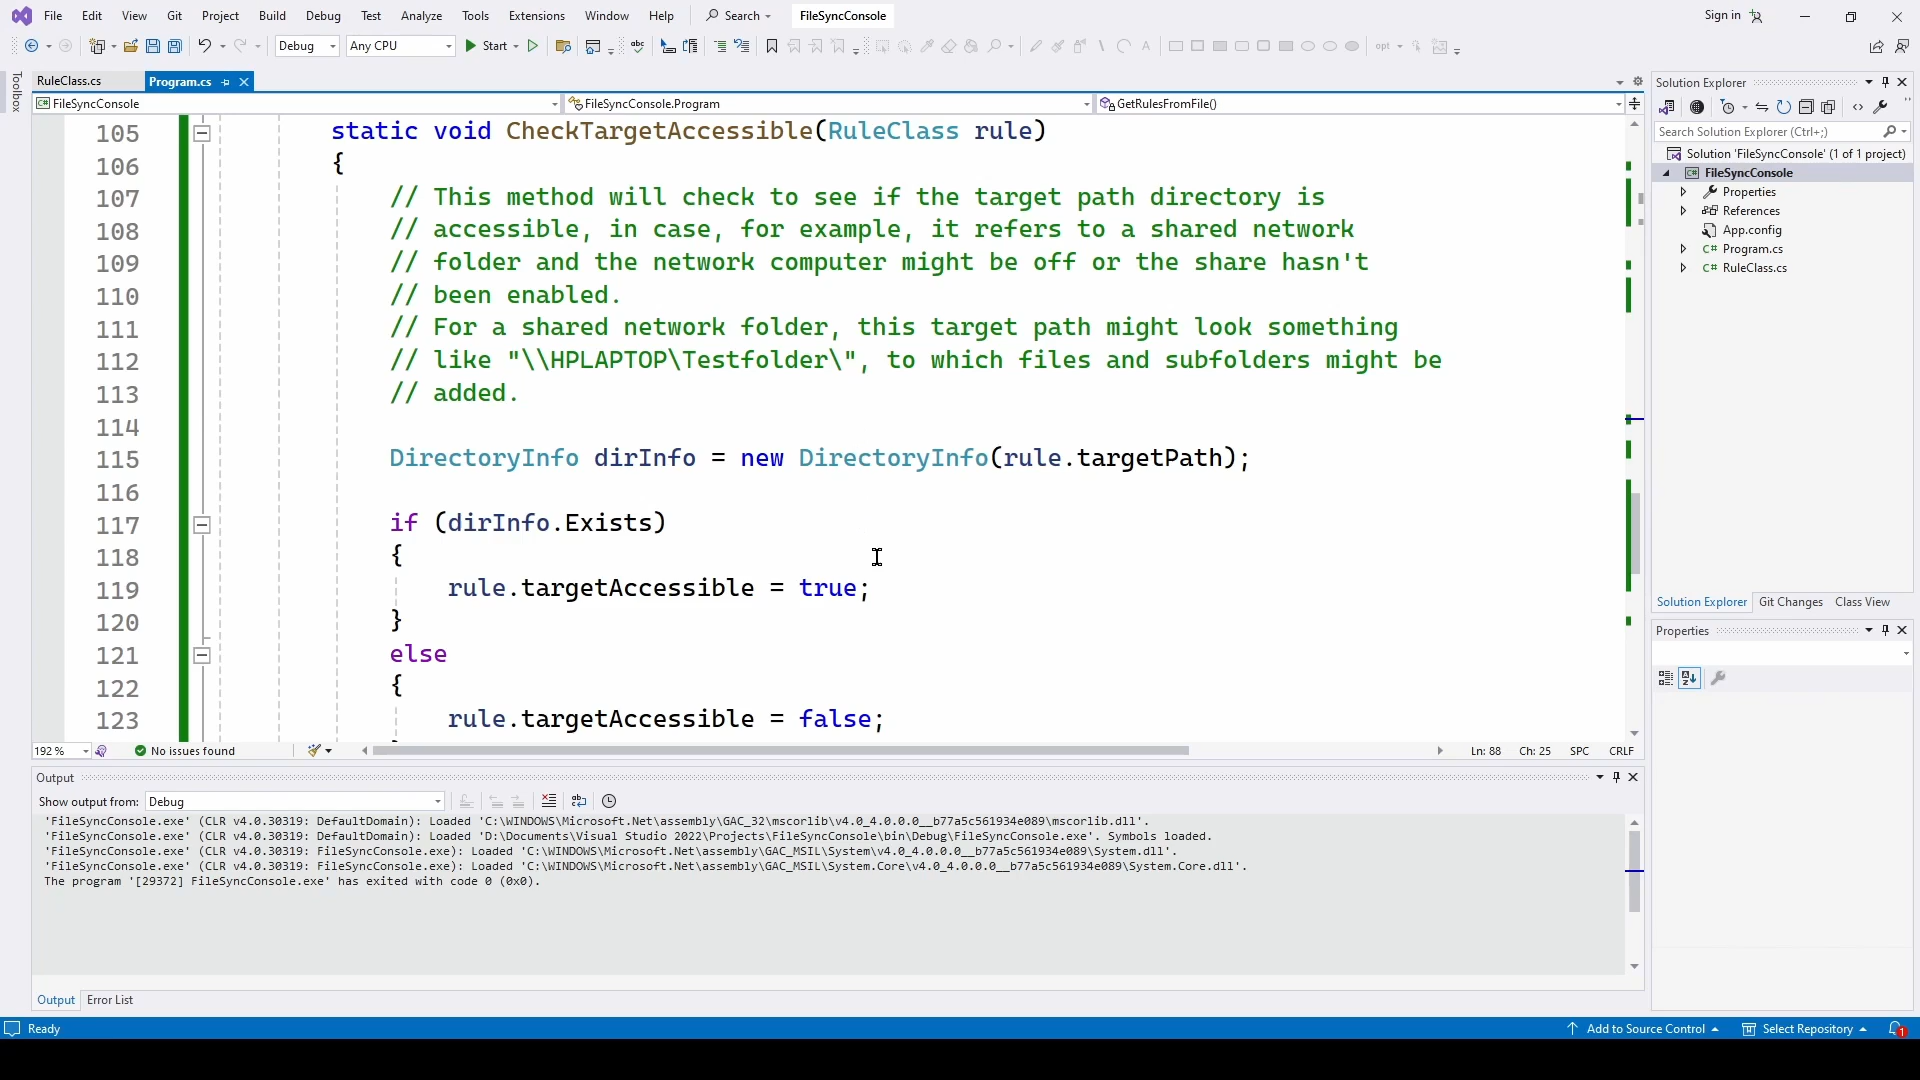 File Edit View Git Project Build Debug Test Analyze Tools Extensions Window Help Search FileSyncConsole Sign in
Debug Any CPU Start opt
Toolbox
RuleClass.cs Program.cs
FileSyncConsole FileSyncConsole.Program GetRulesFromFile()
105 static void CheckTargetAccessible(RuleClass rule)
106 {
107 // This method will check to see if the target path directory is
108 // accessible, in case, for example, it refers to a shared network
109 // folder and the network computer might be off or the share hasn't
110 // been enabled.
111 // For a shared network folder, this target path might look something
112 // like "\\HPLAPTOP\Testfolder\", to which files and subfolders might be
113 // added.
114
115 DirectoryInfo dirInfo = new DirectoryInfo(rule.targetPath);
116
117 if (dirInfo.Exists)
118 {
119 rule.targetAccessible = true;
120 }
121 else
122 {
123 rule.targetAccessible = false;
192 % No issues found Ln: 88 Ch: 25 SPC CRLF
Output
Show output from: Debug
'FileSyncConsole.exe' (CLR v4.0.30319: DefaultDomain): Loaded 'C:\WINDOWS\Microsoft.Net\assembly\GAC_32\mscorlib\v4.0_4.0.0.0__b77a5c561934e089\mscorlib.dll'.
'FileSyncConsole.exe' (CLR v4.0.30319: DefaultDomain): Loaded 'D:\Documents\Visual Studio 2022\Projects\FileSyncConsole\bin\Debug\FileSyncConsole.exe'. Symbols loaded.
'FileSyncConsole.exe' (CLR v4.0.30319: FileSyncConsole.exe): Loaded 'C:\WINDOWS\Microsoft.Net\assembly\GAC_MSIL\System\v4.0_4.0.0.0__b77a5c561934e089\System.dll'.
'FileSyncConsole.exe' (CLR v4.0.30319: FileSyncConsole.exe): Loaded 'C:\WINDOWS\Microsoft.Net\assembly\GAC_MSIL\System.Core\v4.0_4.0.0.0__b77a5c561934e089\System.Core.dll'.
The program '[29372] FileSyncConsole.exe' has exited with code 0 (0x0).
Output Error List
Solution Explorer
Search Solution Explorer (Ctrl+;)
Solution 'FileSyncConsole' (1 of 1 project)
FileSyncConsole
Properties
References
App.config
C# Program.cs
C# RuleClass.cs
Solution Explorer Git Changes Class View
Properties
Ready Add to Source Control Select Repository 1